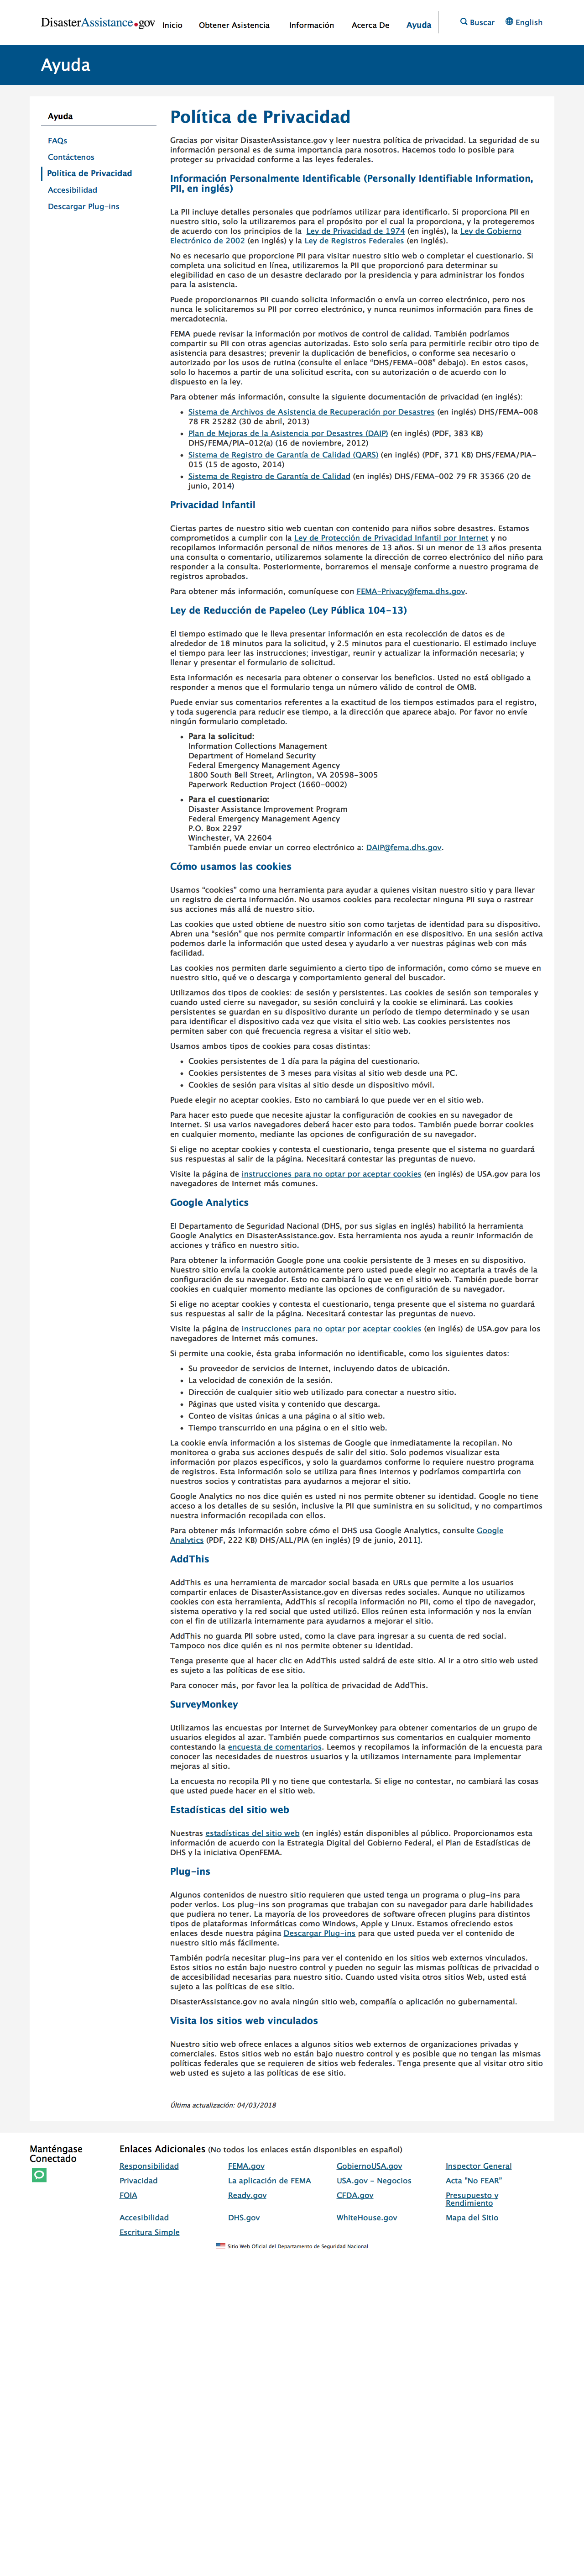 DisasterAssistance.gov Inicio Obtener Asistencia Información Acerca De Ayuda Buscar English
Ayuda
Ayuda
FAQs
Contáctenos
Política de Privacidad
Accesibilidad
Descargar Plug-ins
Política de Privacidad
Gracias por visitar DisasterAssistance.gov y leer nuestra política de privacidad. La seguridad de su
información personal es de suma importancia para nosotros. Hacemos todo lo posible para
proteger su privacidad conforme a las leyes federales.
Información Personalmente Identificable (Personally Identifiable Information,
PII, en inglés)
La PII incluye detalles personales que podríamos utilizar para identificarlo. Si proporciona PII en
nuestro sitio, solo la utilizaremos para el propósito por el cual la proporciona, y la protegeremos
de acuerdo con los principios de la Ley de Privacidad de 1974 (en inglés), la Ley de Gobierno
Electrónico de 2002 (en inglés) y la Ley de Registros Federales (en inglés).
No es necesario que proporcione PII para visitar nuestro sitio web o completar el cuestionario. Si
completa una solicitud en línea, utilizaremos la PII que proporcionó para determinar su
elegibilidad en caso de un desastre declarado por la presidencia y para administrar los fondos
para la asistencia.
Puede proporcionarnos PII cuando solicita información o envía un correo electrónico, pero nos
nunca le solicitaremos su PII por correo electrónico, y nunca reunimos información para fines de
mercadotecnia.
FEMA puede revisar la información por motivos de control de calidad. También podríamos
compartir su PII con otras agencias autorizadas. Esto solo sería para permitirle recibir otro tipo de
asistencia para desastres; prevenir la duplicación de beneficios, o conforme sea necesario o
autorizado por los usos de rutina (consulte el enlace “DHS/FEMA-008” debajo). En estos casos,
solo lo hacemos a partir de una solicitud escrita, con su autorización o de acuerdo con lo
dispuesto en la ley.
Para obtener más información, consulte la siguiente documentación de privacidad (en inglés):
• Sistema de Archivos de Asistencia de Recuperación por Desastres (en inglés) DHS/FEMA-008
78 FR 25282 (30 de abril, 2013)
• Plan de Mejoras de la Asistencia por Desastres (DAIP) (en inglés) (PDF, 383 KB)
DHS/FEMA/PIA-012(a) (16 de noviembre, 2012)
• Sistema de Registro de Garantía de Calidad (QARS) (en inglés) (PDF, 371 KB) DHS/FEMA/PIA-
015 (15 de agosto, 2014)
• Sistema de Registro de Garantía de Calidad (en inglés) DHS/FEMA-002 79 FR 35366 (20 de
junio, 2014)
Privacidad Infantil
Ciertas partes de nuestro sitio web cuentan con contenido para niños sobre desastres. Estamos
comprometidos a cumplir con la Ley de Protección de Privacidad Infantil por Internet y no
recopilamos información personal de niños menores de 13 años. Si un menor de 13 años presenta
una consulta o comentario, utilizaremos solamente la dirección de correo electrónico del niño para
responder a la consulta. Posteriormente, borraremos el mensaje conforme a nuestro programa de
registros aprobados.
Para obtener más información, comuníquese con FEMA-Privacy@fema.dhs.gov.
Ley de Reducción de Papeleo (Ley Pública 104-13)
El tiempo estimado que le lleva presentar información en esta recolección de datos es de
alrededor de 18 minutos para la solicitud, y 2.5 minutos para el cuestionario. El estimado incluye
el tiempo para leer las instrucciones; investigar, reunir y actualizar la información necesaria; y
llenar y presentar el formulario de solicitud.
Esta información es necesaria para obtener o conservar los beneficios. Usted no está obligado a
responder a menos que el formulario tenga un número válido de control de OMB.
Puede enviar sus comentarios referentes a la exactitud de los tiempos estimados para el registro,
y toda sugerencia para reducir ese tiempo, a la dirección que aparece abajo. Por favor no envíe
ningún formulario completado.
• Para la solicitud:
Information Collections Management
Department of Homeland Security
Federal Emergency Management Agency
1800 South Bell Street, Arlington, VA 20598-3005
Paperwork Reduction Project (1660-0002)
• Para el cuestionario:
Disaster Assistance Improvement Program
Federal Emergency Management Agency
P.O. Box 2297
Winchester, VA 22604
También puede enviar un correo electrónico a: DAIP@fema.dhs.gov.
Cómo usamos las cookies
Usamos “cookies” como una herramienta para ayudar a quienes visitan nuestro sitio y para llevar
un registro de cierta información. No usamos cookies para recolectar ninguna PII suya o rastrear
sus acciones más allá de nuestro sitio.
Las cookies que usted obtiene de nuestro sitio son como tarjetas de identidad para su dispositivo.
Abren una “sesión” que nos permite compartir información en ese dispositivo. En una sesión activa
podemos darle la información que usted desea y ayudarlo a ver nuestras páginas web con más
facilidad.
Las cookies nos permiten darle seguimiento a cierto tipo de información, como cómo se mueve en
nuestro sitio, qué ve o descarga y comportamiento general del buscador.
Utilizamos dos tipos de cookies: de sesión y persistentes. Las cookies de sesión son temporales y
cuando usted cierre su navegador, su sesión concluirá y la cookie se eliminará. Las cookies
persistentes se guardan en su dispositivo durante un período de tiempo determinado y se usan
para identificar el dispositivo cada vez que visita el sitio web. Las cookies persistentes nos
permiten saber con qué frecuencia regresa a visitar el sitio web.
Usamos ambos tipos de cookies para cosas distintas:
• Cookies persistentes de 1 día para la página del cuestionario.
• Cookies persistentes de 3 meses para visitas al sitio web desde una PC.
• Cookies de sesión para visitas al sitio desde un dispositivo móvil.
Puede elegir no aceptar cookies. Esto no cambiará lo que puede ver en el sitio web.
Para hacer esto puede que necesite ajustar la configuración de cookies en su navegador de
Internet. Si usa varios navegadores deberá hacer esto para todos. También puede borrar cookies
en cualquier momento, mediante las opciones de configuración de su navegador.
Si elige no aceptar cookies y contesta el cuestionario, tenga presente que el sistema no guardará
sus respuestas al salir de la página. Necesitará contestar las preguntas de nuevo.
Visite la página de instrucciones para no optar por aceptar cookies (en inglés) de USA.gov para los
navegadores de Internet más comunes.
Google Analytics
El Departamento de Seguridad Nacional (DHS, por sus siglas en inglés) habilitó la herramienta
Google Analytics en DisasterAssistance.gov. Esta herramienta nos ayuda a reunir información de
acciones y tráfico en nuestro sitio.
Para obtener la información Google pone una cookie persistente de 3 meses en su dispositivo.
Nuestro sitio envía la cookie automáticamente pero usted puede elegir no aceptarla a través de la
configuración de su navegador. Esto no cambiará lo que ve en el sitio web. También puede borrar
cookies en cualquier momento mediante las opciones de configuración de su navegador.
Si elige no aceptar cookies y contesta el cuestionario, tenga presente que el sistema no guardará
sus respuestas al salir de la página. Necesitará contestar las preguntas de nuevo.
Visite la página de instrucciones para no optar por aceptar cookies (en inglés) de USA.gov para los
navegadores de Internet más comunes.
Si permite una cookie, ésta graba información no identificable, como los siguientes datos:
• Su proveedor de servicios de Internet, incluyendo datos de ubicación.
• La velocidad de conexión de la sesión.
• Dirección de cualquier sitio web utilizado para conectar a nuestro sitio.
• Páginas que usted visita y contenido que descarga.
• Conteo de visitas únicas a una página o al sitio web.
• Tiempo transcurrido en una página o en el sitio web.
La cookie envía información a los sistemas de Google que inmediatamente la recopilan. No
monitorea o graba sus acciones después de salir del sitio. Solo podemos visualizar esta
información por plazos específicos, y solo la guardamos conforme lo requiere nuestro programa
de registros. Esta información solo se utiliza para fines internos y podríamos compartirla con
nuestros socios y contratistas para ayudarnos a mejorar el sitio.
Google Analytics no nos dice quién es usted ni nos permite obtener su identidad. Google no tiene
acceso a los detalles de su sesión, inclusive la PII que suministra en su solicitud, y no compartimos
nuestra información recopilada con ellos.
Para obtener más información sobre cómo el DHS usa Google Analytics, consulte Google
Analytics (PDF, 222 KB) DHS/ALL/PIA (en inglés) [9 de junio, 2011].
AddThis
AddThis es una herramienta de marcador social basada en URLs que permite a los usuarios
compartir enlaces de DisasterAssistance.gov en diversas redes sociales. Aunque no utilizamos
cookies con esta herramienta, AddThis sí recopila información no PII, como el tipo de navegador,
sistema operativo y la red social que usted utilizó. Ellos reúnen esta información y nos la envían
con el fin de utilizarla internamente para ayudarnos a mejorar el sitio.
AddThis no guarda PII sobre usted, como la clave para ingresar a su cuenta de red social.
Tampoco nos dice quién es ni nos permite obtener su identidad.
Tenga presente que al hacer clic en AddThis usted saldrá de este sitio. Al ir a otro sitio web usted
es sujeto a las políticas de ese sitio.
Para conocer más, por favor lea la política de privacidad de AddThis.
SurveyMonkey
Utilizamos las encuestas por Internet de SurveyMonkey para obtener comentarios de un grupo de
usuarios elegidos al azar. También puede compartirnos sus comentarios en cualquier momento
contestando la encuesta de comentarios. Leemos y recopilamos la información de la encuesta para
conocer las necesidades de nuestros usuarios y la utilizamos internamente para implementar
mejoras al sitio.
La encuesta no recopila PII y no tiene que contestarla. Si elige no contestar, no cambiará las cosas
que usted puede hacer en el sitio web.
Estadísticas del sitio web
Nuestras estadísticas del sitio web (en inglés) están disponibles al público. Proporcionamos esta
información de acuerdo con la Estrategia Digital del Gobierno Federal, el Plan de Estadísticas de
DHS y la iniciativa OpenFEMA.
Plug-ins
Algunos contenidos de nuestro sitio requieren que usted tenga un programa o plug-ins para
poder verlos. Los plug-ins son programas que trabajan con su navegador para darle habilidades
que pudiera no tener. La mayoría de los proveedores de software ofrecen plugins para distintos
tipos de plataformas informáticas como Windows, Apple y Linux. Estamos ofreciendo estos
enlaces desde nuestra página Descargar Plug-ins para que usted pueda ver el contenido de
nuestro sitio más fácilmente.
También podría necesitar plug-ins para ver el contenido en los sitios web externos vinculados.
Estos sitios no están bajo nuestro control y pueden no seguir las mismas políticas de privacidad o
de accesibilidad necesarias para nuestro sitio. Cuando usted visita otros sitios Web, usted está
sujeto a las políticas de ese sitio.
DisasterAssistance.gov no avala ningún sitio web, compañía o aplicación no gubernamental.
Visita los sitios web vinculados
Nuestro sitio web ofrece enlaces a algunos sitios web externos de organizaciones privadas y
comerciales. Estos sitios web no están bajo nuestro control y es posible que no tengan las mismas
políticas federales que se requieren de sitios web federales. Tenga presente que al visitar otro sitio
web usted es sujeto a las políticas de ese sitio.
Última actualización: 04/03/2018
Manténgase
Conectado
Enlaces Adicionales (No todos los enlaces están disponibles en español)
Responsibilidad FEMA.gov GobiernoUSA.gov Inspector General
Privacidad La aplicación de FEMA USA.gov - Negocios Acta "No FEAR"
FOIA Ready.gov CFDA.gov Presupuesto y
Rendimiento
Accesibilidad DHS.gov WhiteHouse.gov Mapa del Sitio
Escritura Simple
Sitio Web Oficial del Departamento de Seguridad Nacional